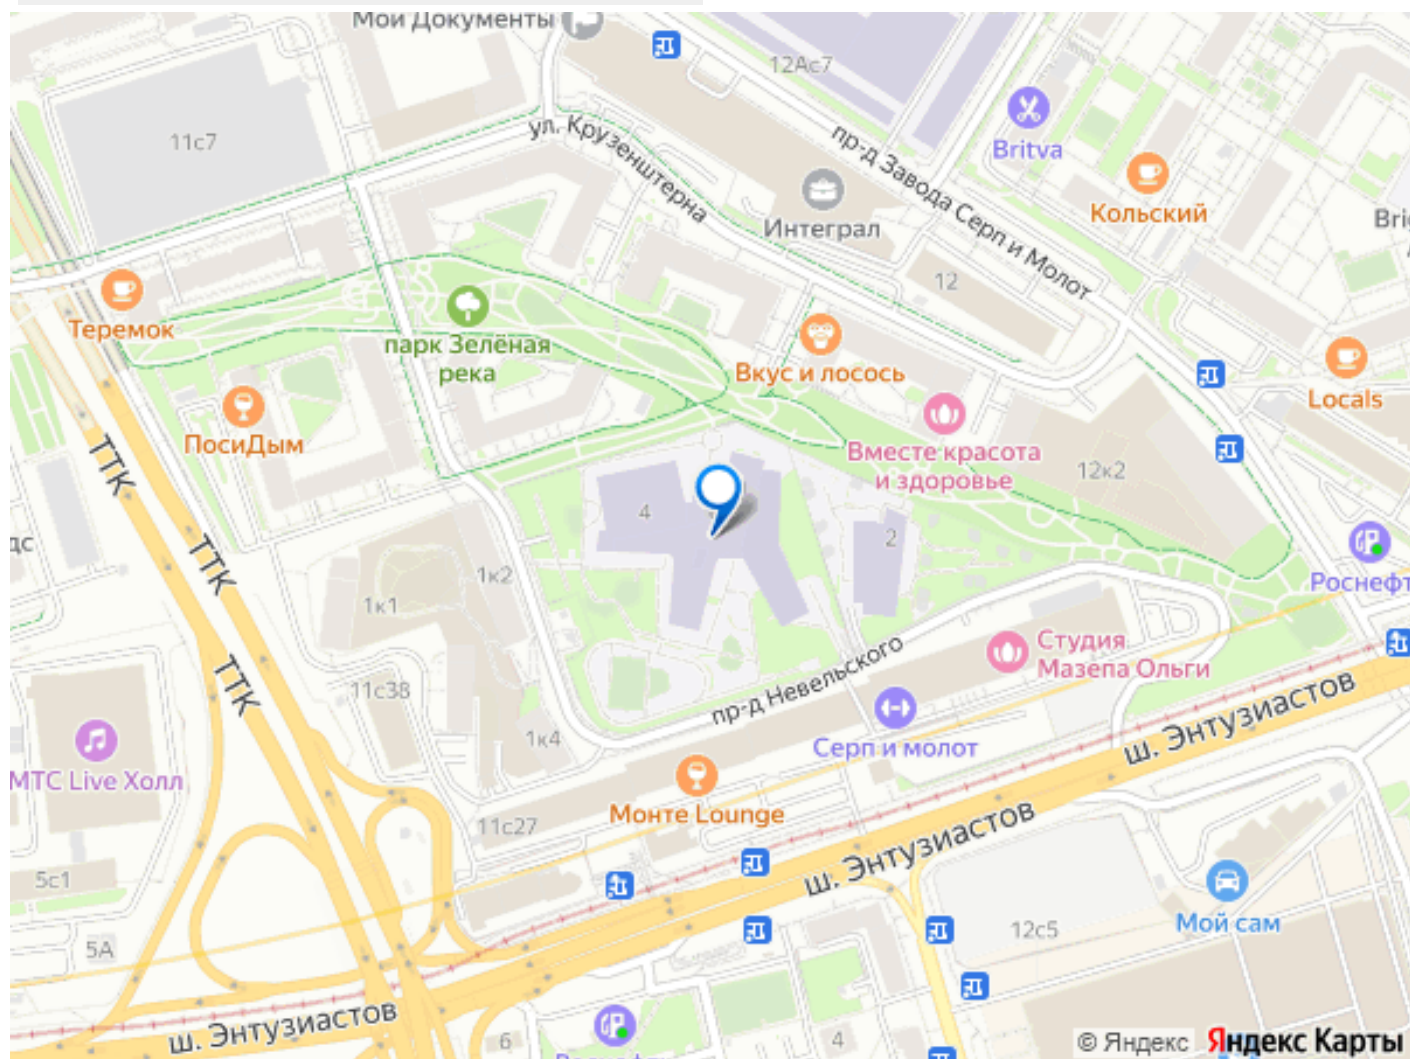 Мои Документы
12Ас7
11с7
ул. Крузенштерна
пр-д Завода Серп и Молот
Britva
Кольский
Интеграл
12
Теремок
парк Зелёная
река
Вкус и лосось
Locals
ПосиДым
Вместе красота
и здоровье
12к2
ТТК
4
2
ТТК
1к2
1к1
Роснефт
Студия
Мазепа Ольги
пр-д Невельского
ТТК
11с38
1к4
Серп и молот
ш. Энтузиастов
МТС Live Холл
Монте Lounge
11с27
ш. Энтузиастов
5с1
Мой сам
12с5
5А
ш. Энтузиастов
6
4
© Яндекс Яндекс Карты